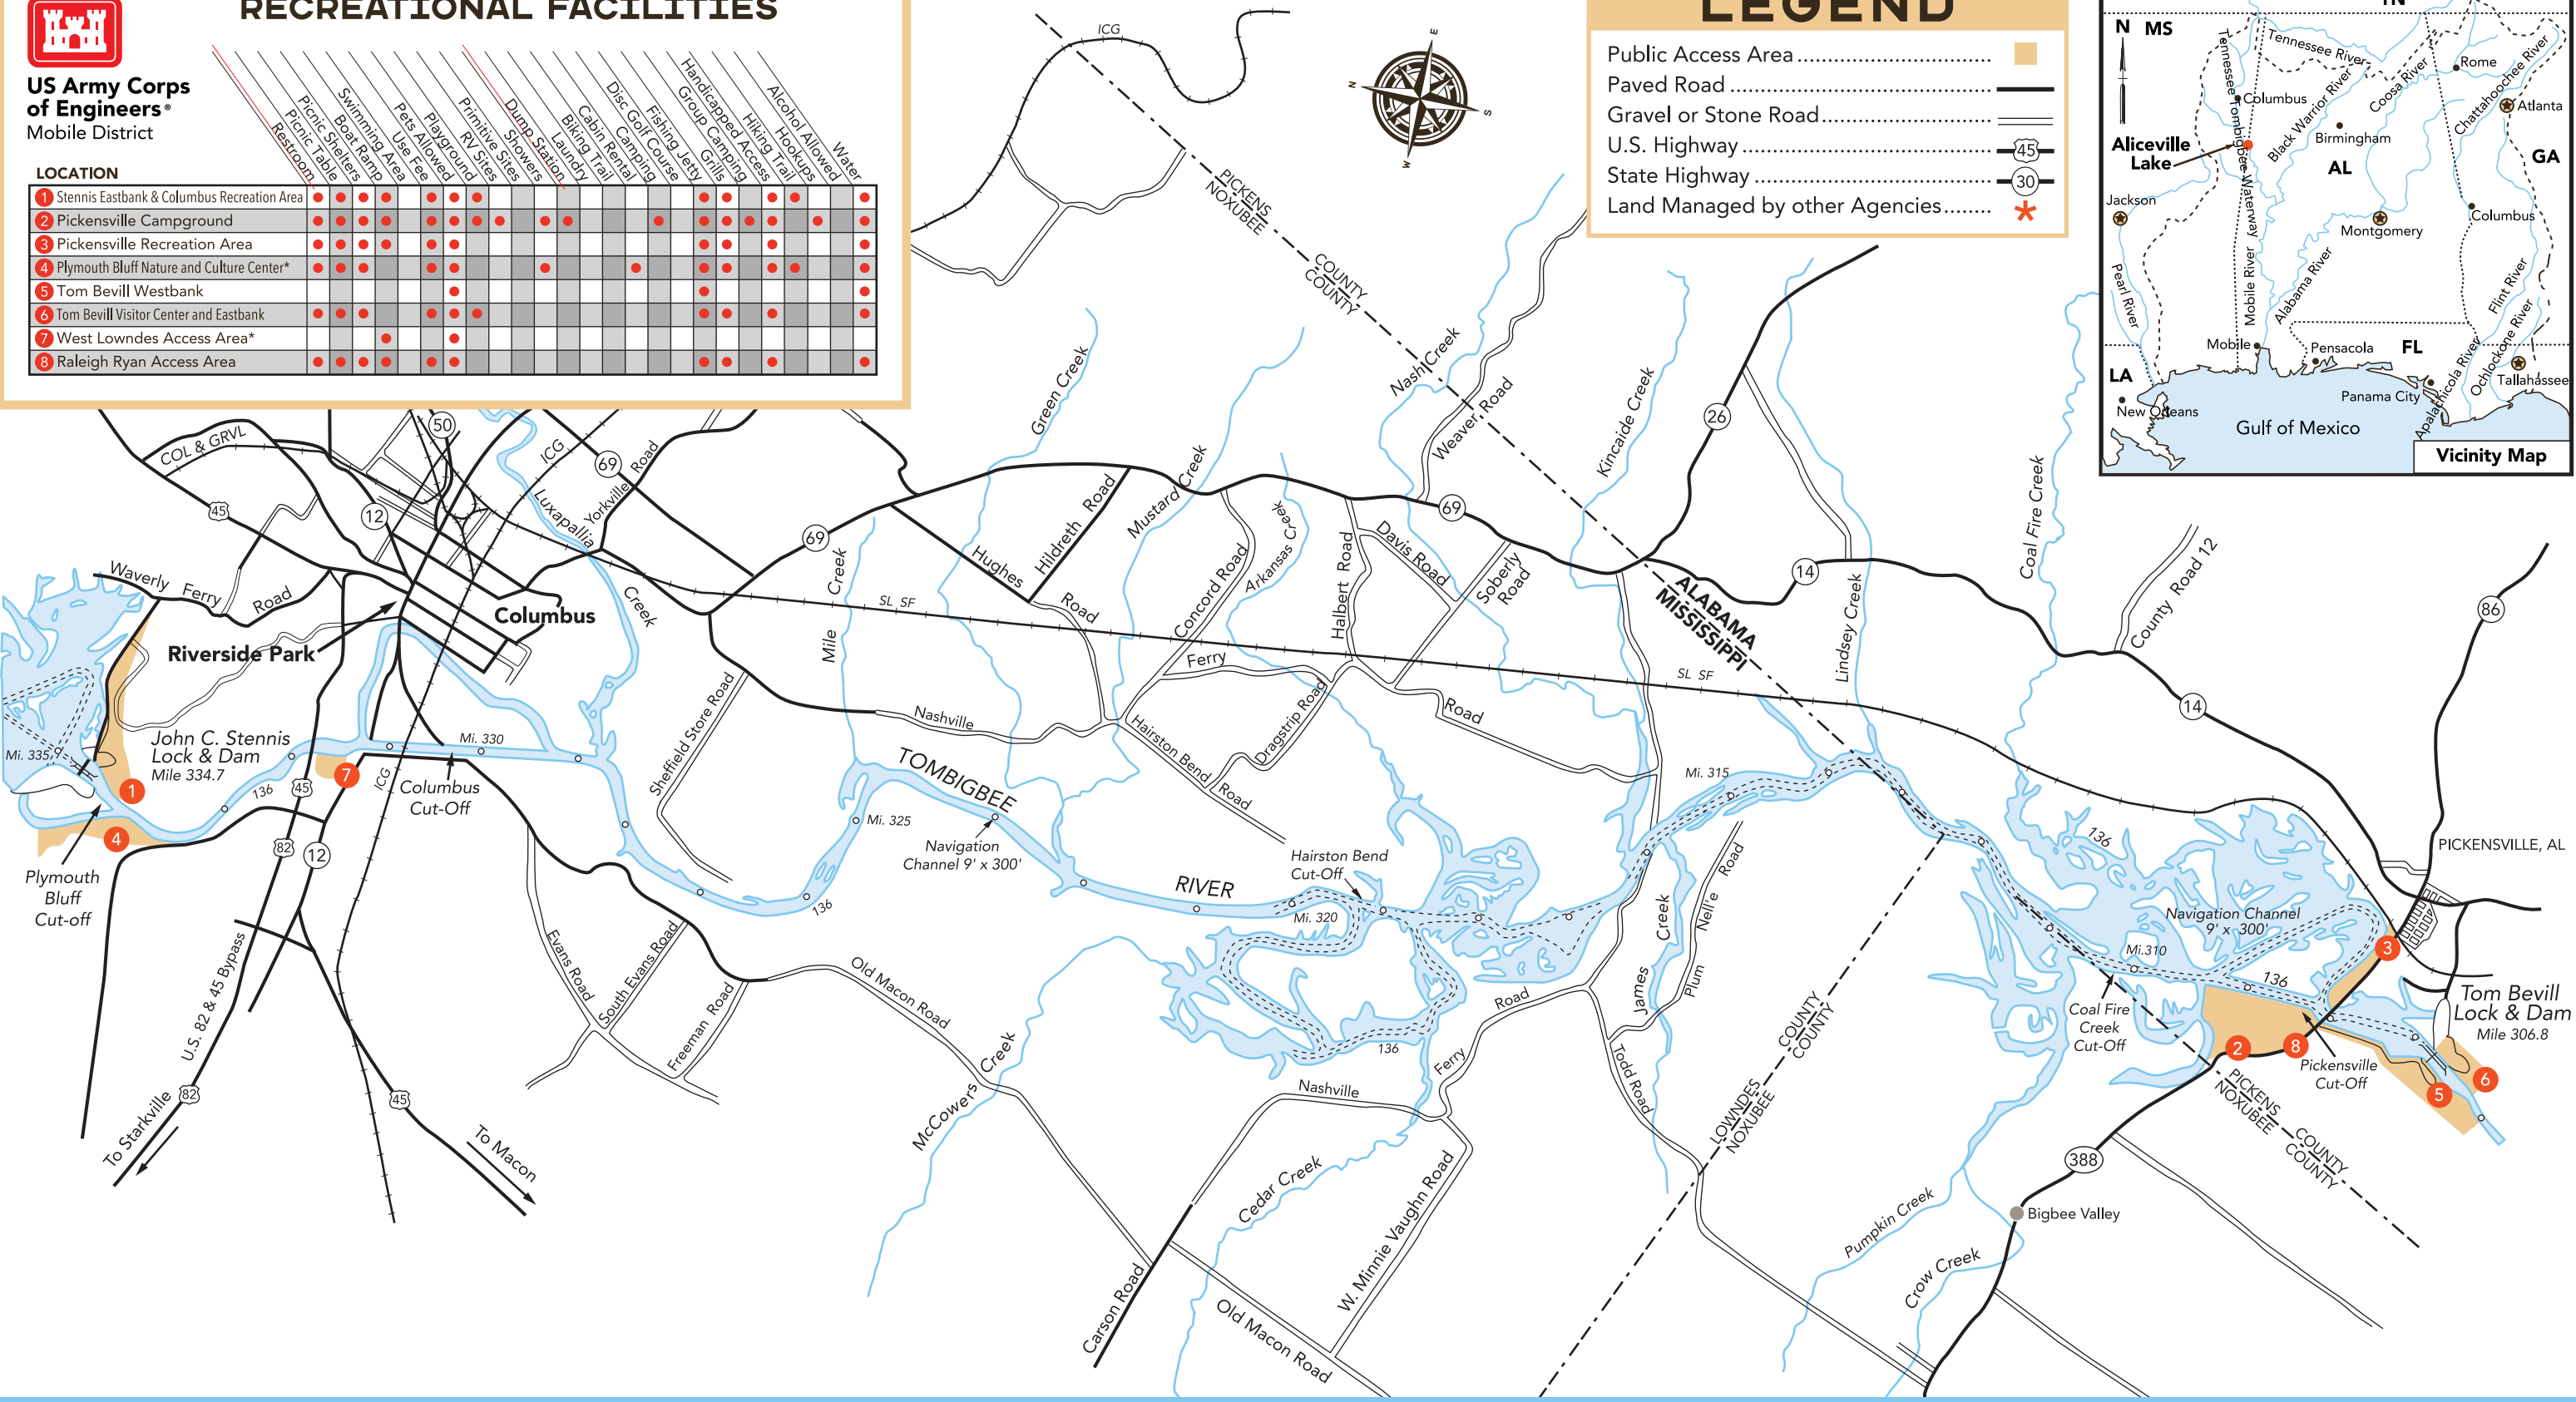 RECREATIONAL FACILITIES
US Army Corps
of Engineers®
Mobile District
Restroom
Picnic Table
Picnic Shelters
Boat Ramp
Swimming Area
Use Fee
Pets Allowed
Playground
RV Sites
Primitive Sites
Showers
Dump Station
Laundry
Biking Trail
Cabin Rental
Camping
Disc Golf Course
Fishing Jetty
Grills
Group Camping
Handicapped Access
Hiking Trail
Hookups
Alcohol Allowed
Water
LOCATION
1 Stennis Eastbank & Columbus Recreation Area
2 Pickensville Campground
3 Pickensville Recreation Area
4 Plymouth Bluff Nature and Culture Center*
5 Tom Bevill Westbank
6 Tom Bevill Visitor Center and Eastbank
7 West Lowndes Access Area*
8 Raleigh Ryan Access Area
LEGEND
Public Access Area
Paved Road
Gravel or Stone Road
U.S. Highway 45
State Highway 30
Land Managed by other Agencies *
N
E
S
W
TN
N
MS
Tennessee River
Tennessee Tombigbee Waterway
Columbus
Aliceville
Lake
Black Warrior River
Coosa River
Rome
Chattahoochee River
Atlanta
Birmingham
AL
GA
Jackson
Montgomery
Columbus
Pearl River
Mobile River
Alabama River
Flint River
Ochlockone River
Apalachicola River
Mobile
Pensacola
FL
Panama City
Tallahassee
LA
New Orleans
Gulf of Mexico
Vicinity Map
ICG
PICKENS
NOXUBEE
COUNTY
COUNTY
COL & GRVL
50
ICG
69
Yorkville Road
Luxapallila
Creek
45
12
Green Creek
Nash Creek
Weaver Road
Kincaide Creek
26
Coal Fire Creek
69
Mile Creek
Hughes
Road
Hildreth Road
Mustard Creek
Concord Road
Arkansas Creek
Halbert Road
Davis Road
69
Soberly
Road
14
ALABAMA
MISSISSIPPI
Lindsey Creek
County Road 12
86
14
Waverly
Ferry
Road
Columbus
Riverside Park
SL SF
SL SF
Ferry
Road
Dragstrip Road
Nashville
Hairston Bend
Road
Sheffield Store Road
Mi. 335
John C. Stennis
Lock & Dam
Mile 334.7
1
4
7
136
45
82
12
ICG
Mi. 330
Columbus
Cut-Off
Plymouth
Bluff
Cut-off
TOMBIGBEE
RIVER
Mi. 325
Navigation
Channel 9' x 300'
136
Hairston Bend
Cut-Off
Mi. 320
136
Mi. 315
James
Creek
Nell'e Road
Plum
136
PICKENSVILLE, AL
Navigation Channel
9' x 300'
Mi.310
136
3
Coal Fire
Creek
Cut-Off
Tom Bevill
Lock & Dam
Mile 306.8
2
8
Pickensville
Cut-Off
5
6
U.S. 82 & 45 Bypass
Evans Road
South Evans Road
Freeman Road
Old Macon Road
McCowers Creek
To Starkville
82
45
To Macon
Nashville
Ferry
Road
Todd Road
COUNTY
COUNTY
LOWNDES
NOXUBEE
PICKENS
NOXUBEE
COUNTY
COUNTY
388
Bigbee Valley
Pumpkin Creek
Crow Creek
Cedar Creek
W. Minnie Vaughn Road
Carson Road
Old Macon Road